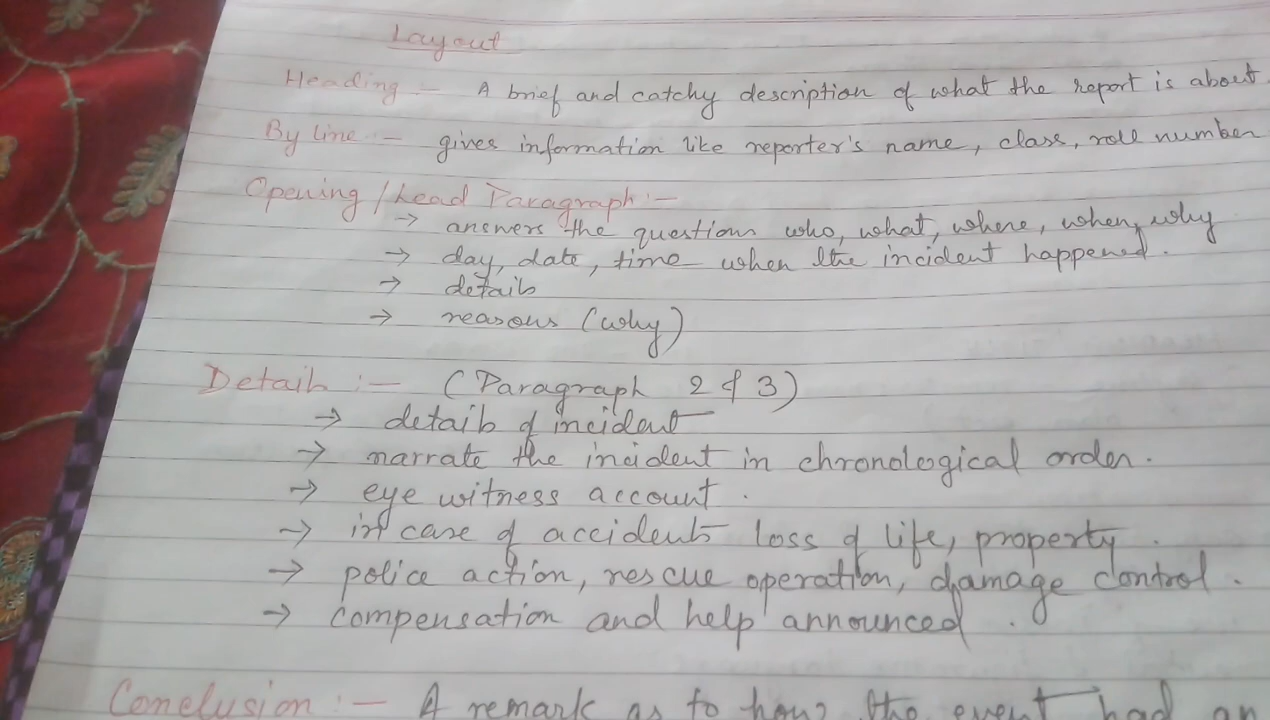 Layout
Heading :- A brief and catchy description of what the report is about.
By line :- gives information like reporter's name, class, roll number
Opening / Lead Paragraph :-
→ answers the question who, what, where, when, why
→ day, date, time when the incident happened.
→ details
→ reasons (why)
Details :- (Paragraph 2 & 3)
→ details of incident
→ narrate the incident in chronological order.
→ eye witness account.
→ in case of accidents loss of life, property.
→ police action, rescue operation, damage control.
→ compensation and help announced.
Conclusion :- A remark as to how the event had an